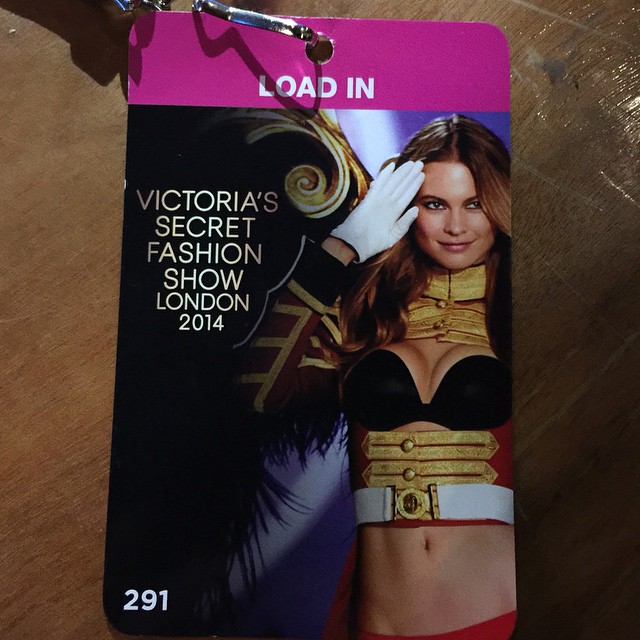 LOAD IN
VICTORIA'S
SECRET
FASHION
SHOW
LONDON
2014
291